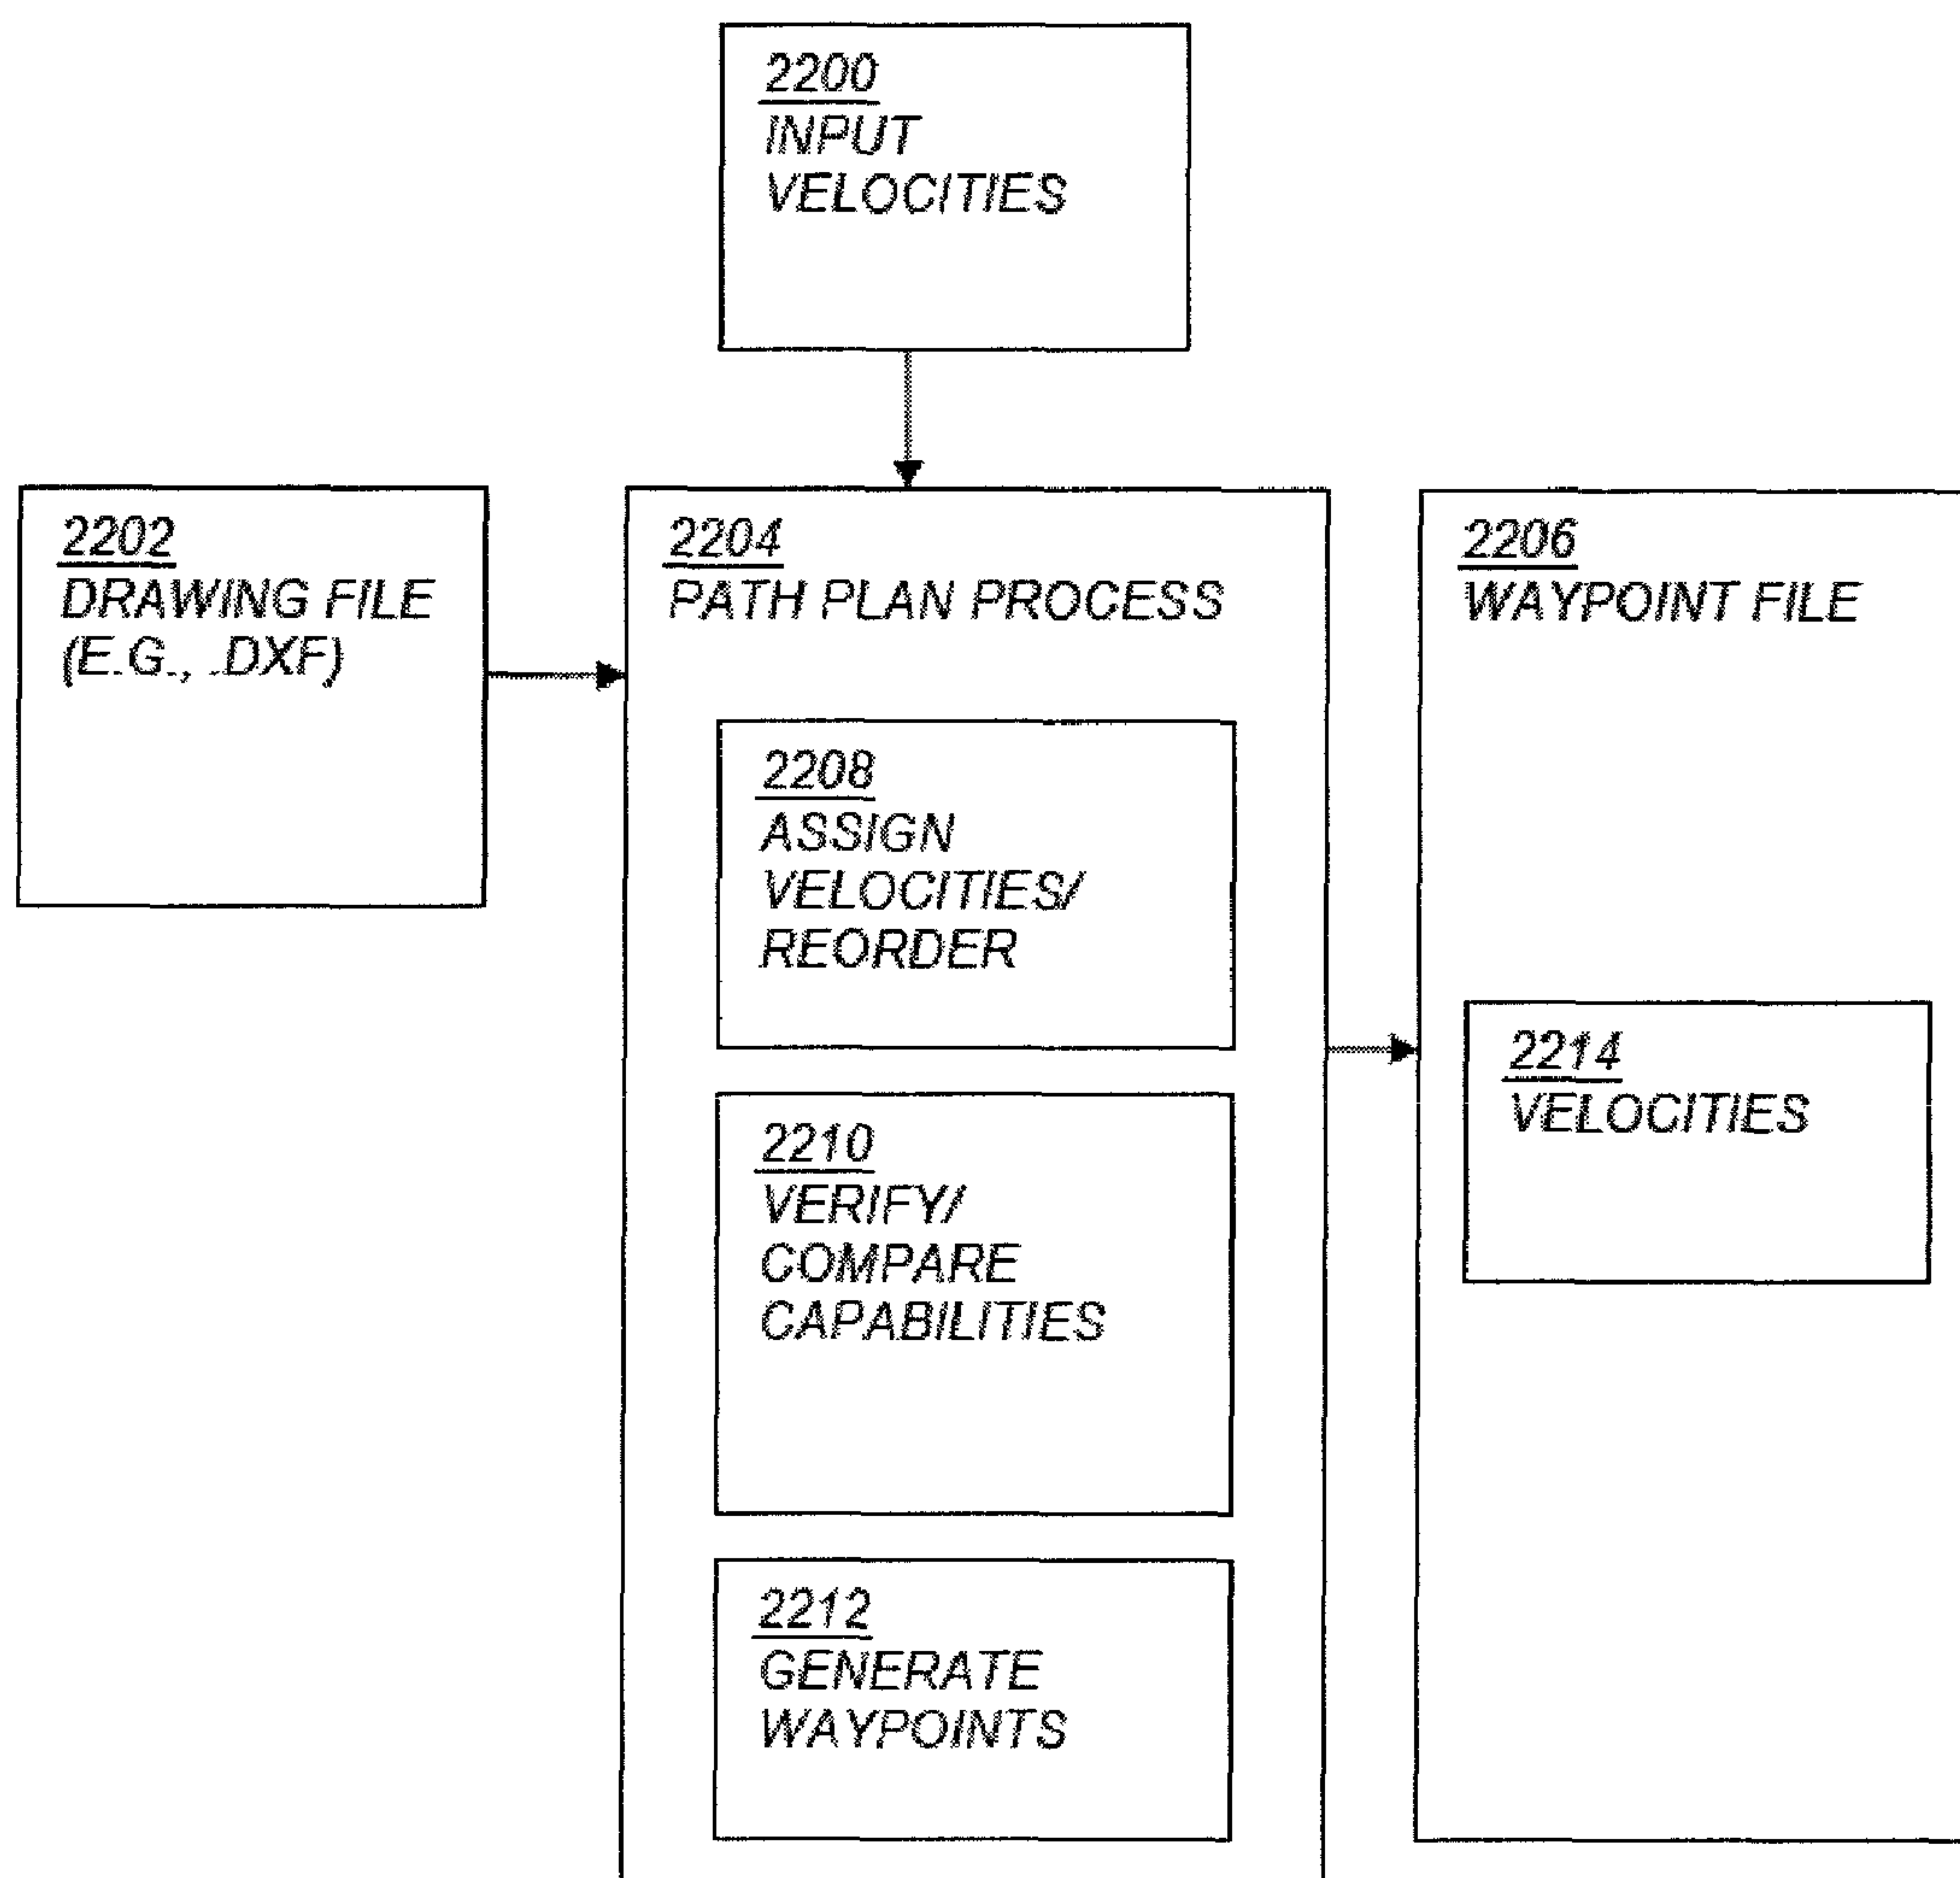 2200
INPUT
VELOCITIES
2202
DRAWING FILE
(E.G., .DXF)
2204
PATH PLAN PROCESS
2208
ASSIGN
VELOCITIES/
REORDER
2210
VERIFY/
COMPARE
CAPABILITIES
2212
GENERATE
WAYPOINTS
2206
WAYPOINT FILE
2214
VELOCITIES